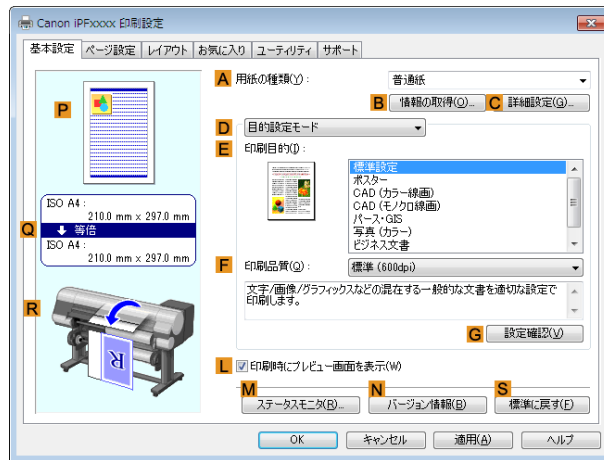 Canon iPFxxxx 印刷設定
基本設定 ページ設定 レイアウト お気に入り ユーティリティ サポート
P
ISO A4 :
210.0 mm × 297.0 mm
等倍
ISO A4 :
210.0 mm × 297.0 mm
Q
R
R
A 用紙の種類(Y) : 普通紙
B 情報の取得(O)... C 詳細設定(G)...
D 目的設定モード
E 印刷目的(I) :
標準設定
ポスター
CAD (カラー線画)
CAD (モノクロ線画)
パース・GIS
写真 (カラー)
ビジネス文書
F 印刷品質(Q) : 標準 (600dpi)
文字/画像/グラフィックスなどの混在する一般的な文書を適切な設定で
印刷します。
G 設定確認(V)
L 印刷時にプレビュー画面を表示(W)
M N S
ステータスモニタ(R)... バージョン情報(B) 標準に戻す(F)
OK キャンセル 適用(A) ヘルプ